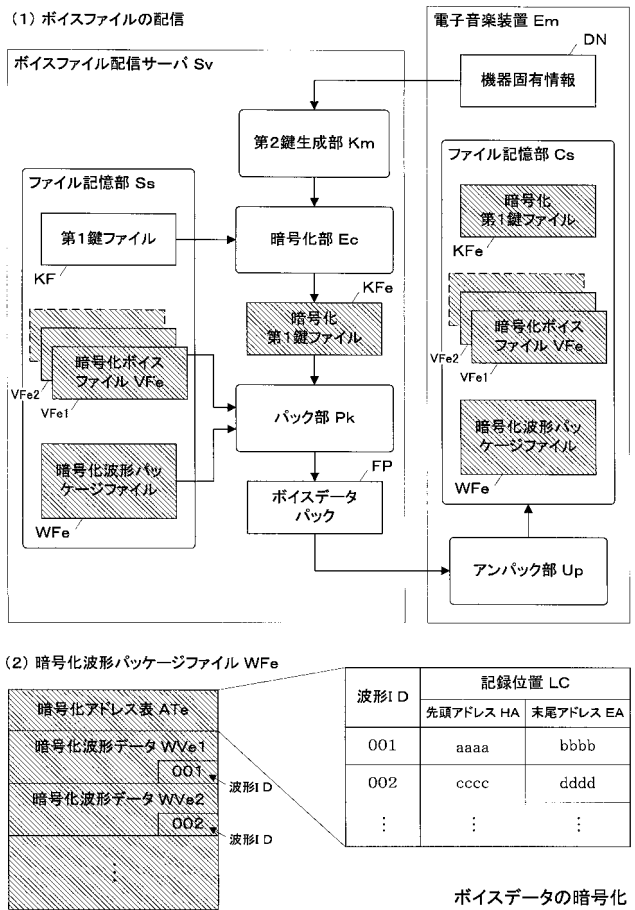 (1) ボイスファイルの配信
電子音楽装置 Em
ボイスファイル配信サーバ Sv
DN
機器固有情報
第2鍵生成部 Km
ファイル記憶部 Ss
ファイル記憶部 Cs
第1鍵ファイル
KF
暗号化部 Ec
暗号化
第1鍵ファイル
KFe
KFe
暗号化
第1鍵ファイル
暗号化ボイス
ファイル VFe
VFe2
VFe1
暗号化ボイス
ファイル VFe
VFe2
VFe1
パック部 Pk
暗号化波形パッ
ケージファイル
WFe
FP
ボイスデータ
パック
暗号化波形パッ
ケージファイル
WFe
アンパック部 Up
(2) 暗号化波形パッケージファイル WFe
暗号化アドレス表 ATe
暗号化波形データ WVe1
001
波形ID
暗号化波形データ WVe2
002
波形ID
⋮
波形ID
記録位置 LC
先頭アドレス HA 末尾アドレス EA
001 aaaa bbbb
002 cccc dddd
⋮ ⋮ ⋮
ボイスデータの暗号化